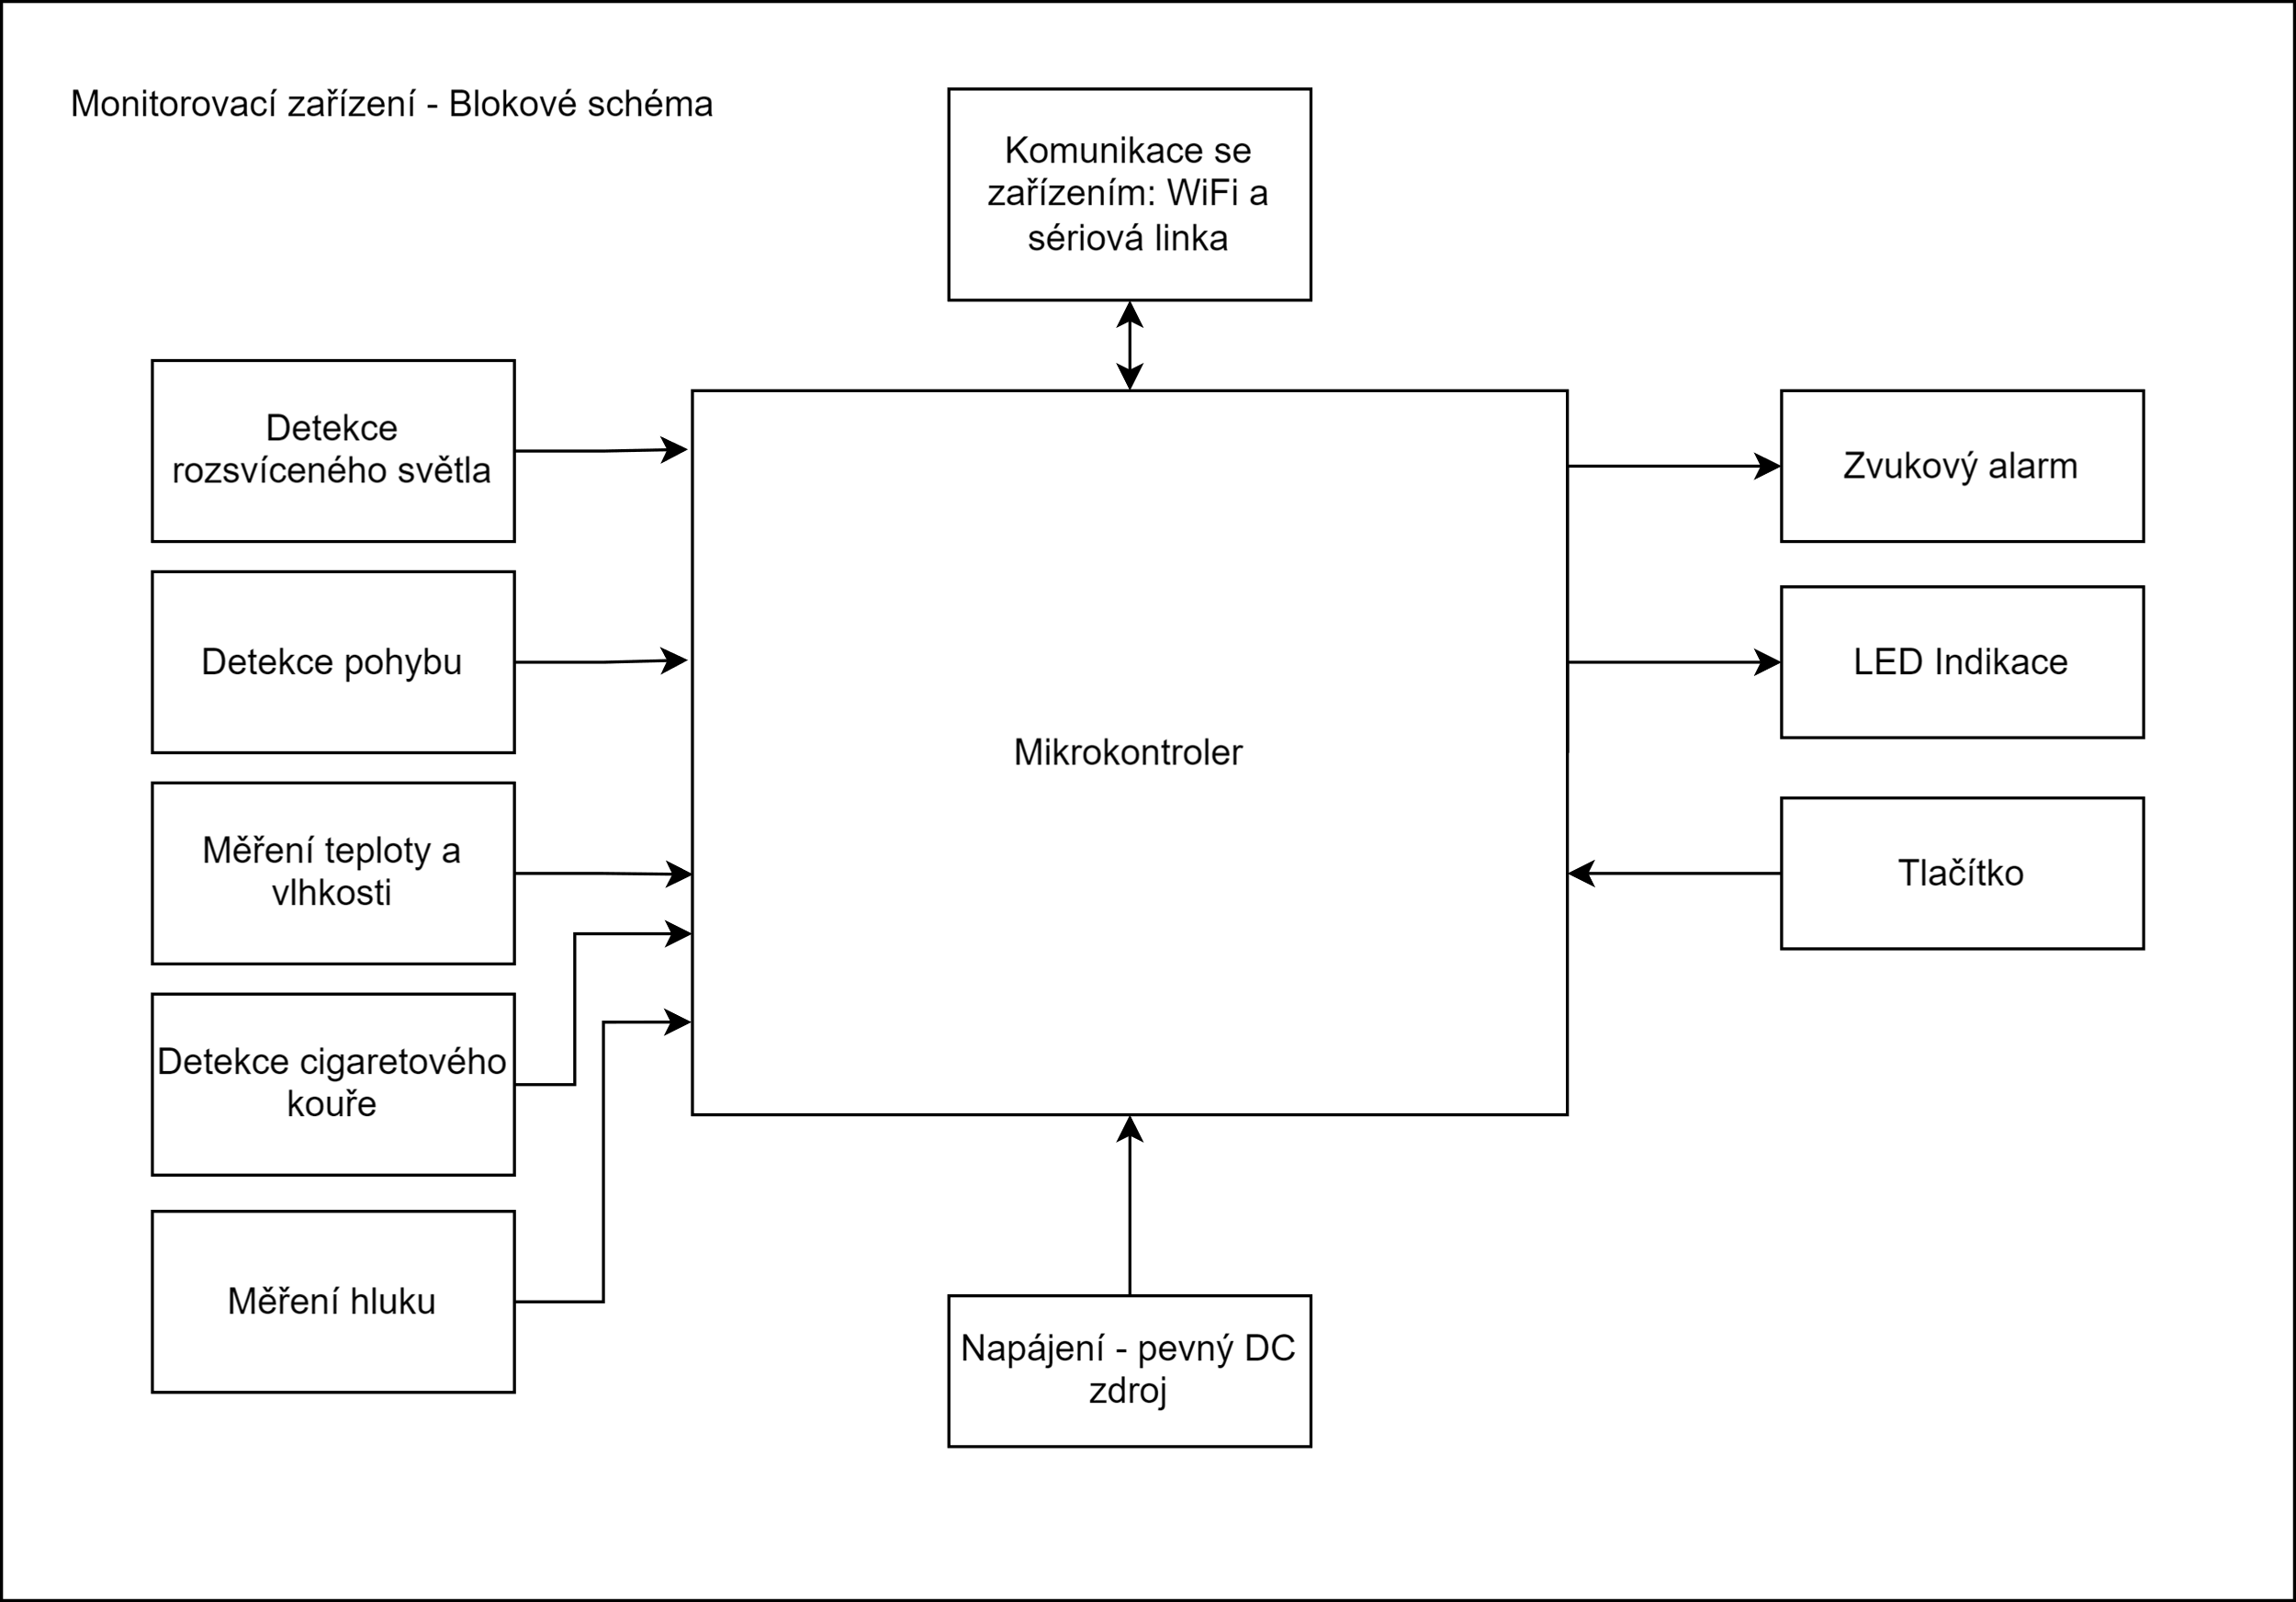 Monitorovací zařízení - Blokové schéma
Komunikace se
zařízením: WiFi a
sériová linka
Detekce
rozsvíceného světla
Detekce pohybu
Měření teploty a
vlhkosti
Detekce cigaretového
kouře
Měření hluku
Mikrokontroler
Zvukový alarm
LED Indikace
Tlačítko
Napájení - pevný DC
zdroj